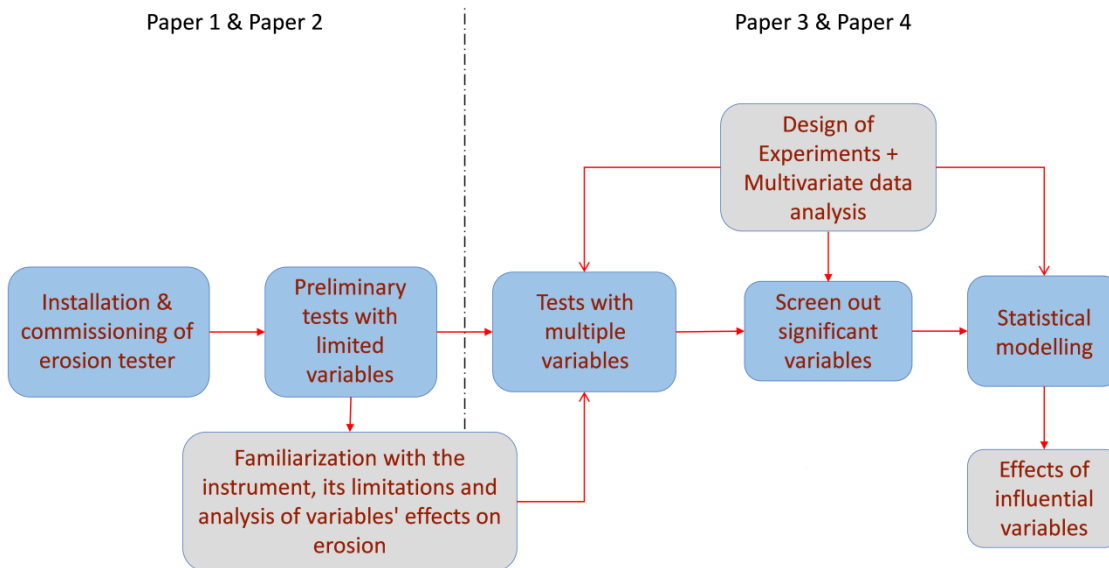 Paper 1 & Paper 2
Paper 3 & Paper 4
Design of
Experiments +
Multivariate data
analysis
Installation &
commissioning of
erosion tester
Preliminary
tests with
limited
variables
Tests with
multiple
variables
Screen out
significant
variables
Statistical
modelling
Familiarization with the
instrument, its limitations and
analysis of variables' effects on
erosion
Effects of
influential
variables